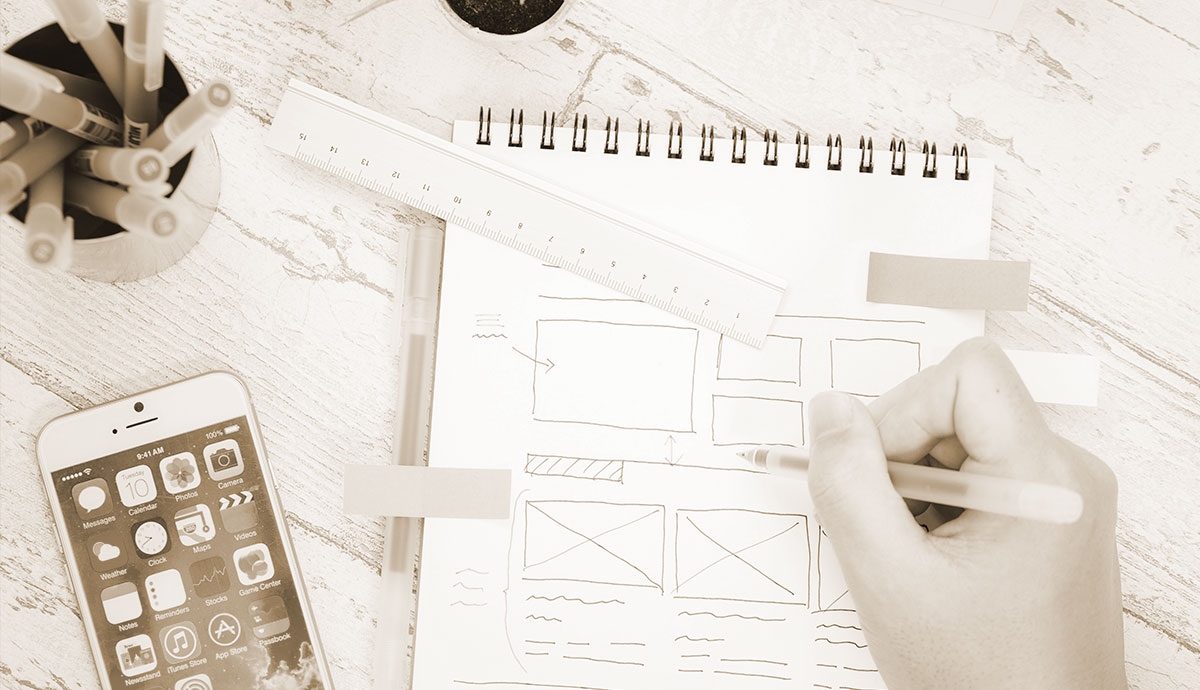 15 14 13 12 11 10 9 8 7 6 5 4 3 2 1
9:41 AM 100%
Tuesday
10
Messages Calendar Photos Camera
Weather Clock Maps Videos
Notes Reminders Stocks Game Center
Newsstand iTunes Store App Store Passbook